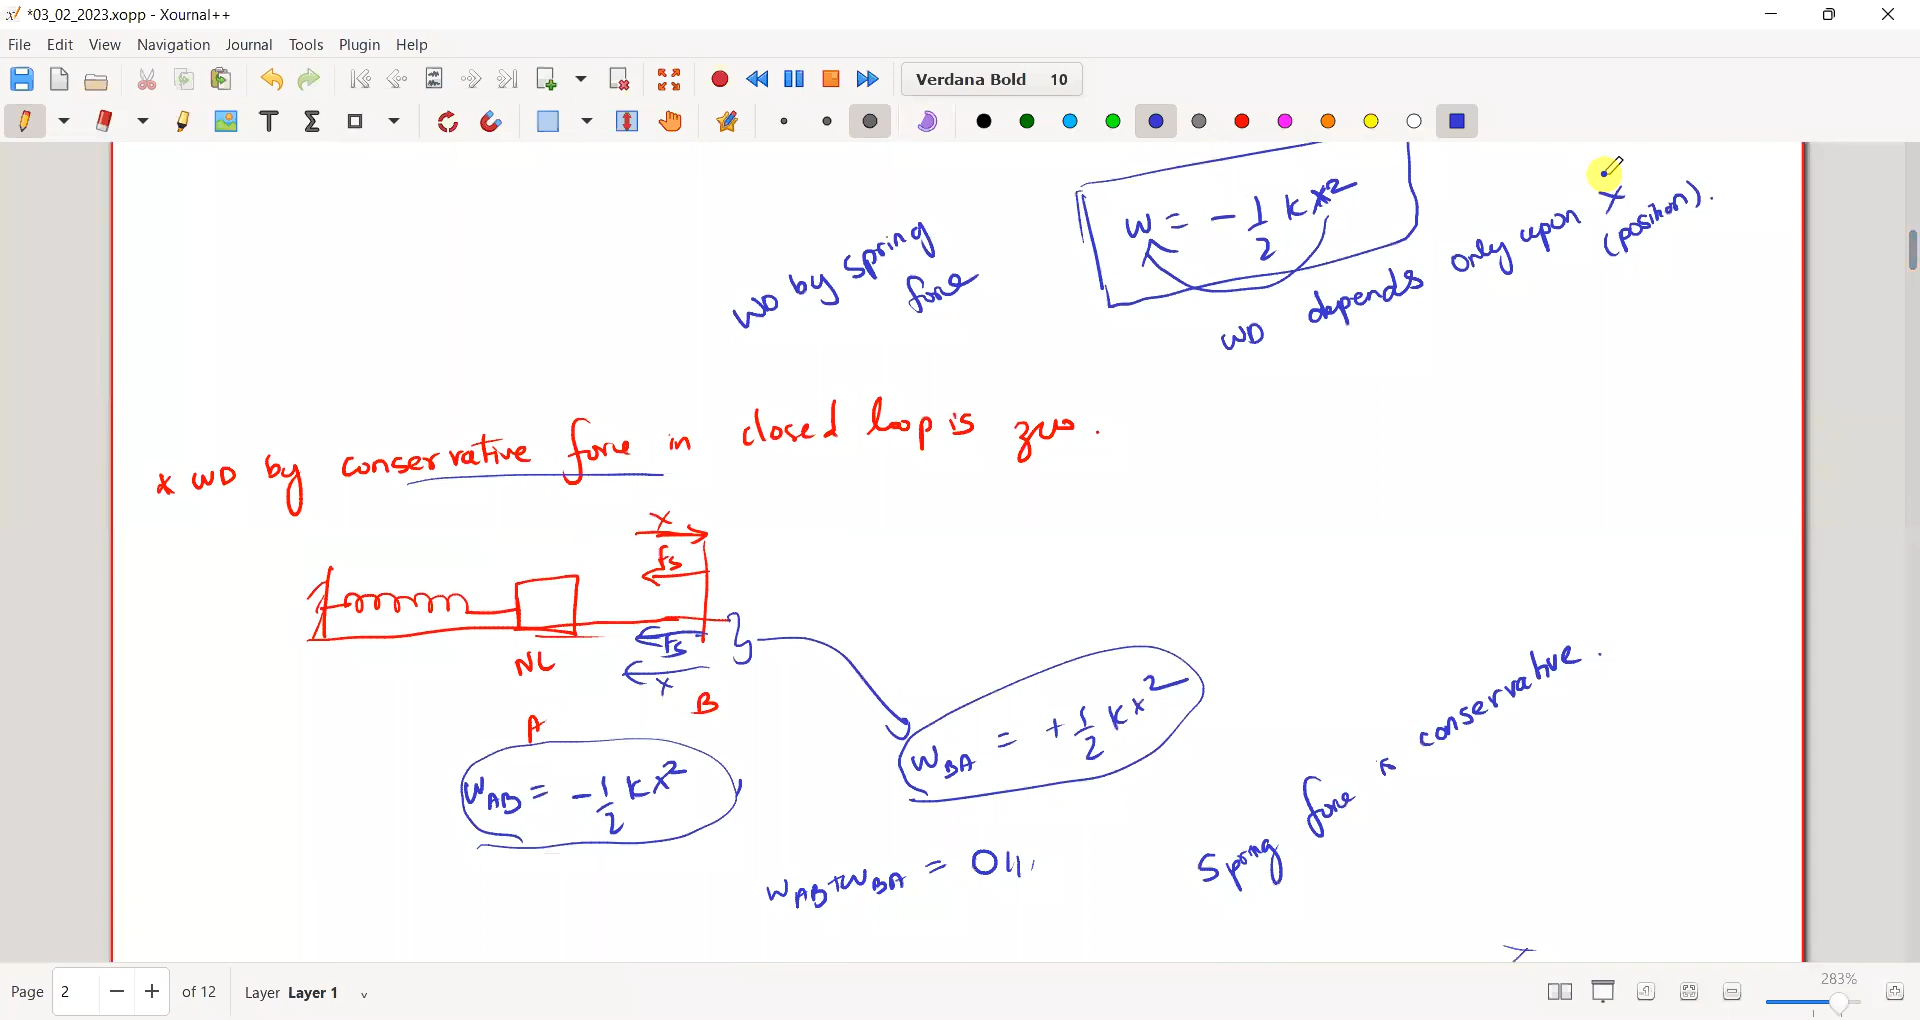 *03_02_2023.xopp - Xournal++
File Edit View Navigation Journal Tools Plugin Help
Verdana Bold 10
W = -1/2 kx²
WD by spring
force
WD depends only upon x
(position).
* WD by conservative force in closed loop is zero.
x
fs
fs
x
NL
A
B
W_AB = -1/2 kx²
W_BA = +1/2 kx²
W_AB+W_BA = 0//,
Spring force is conservative.
Page 2 of 12 Layer Layer 1
283%